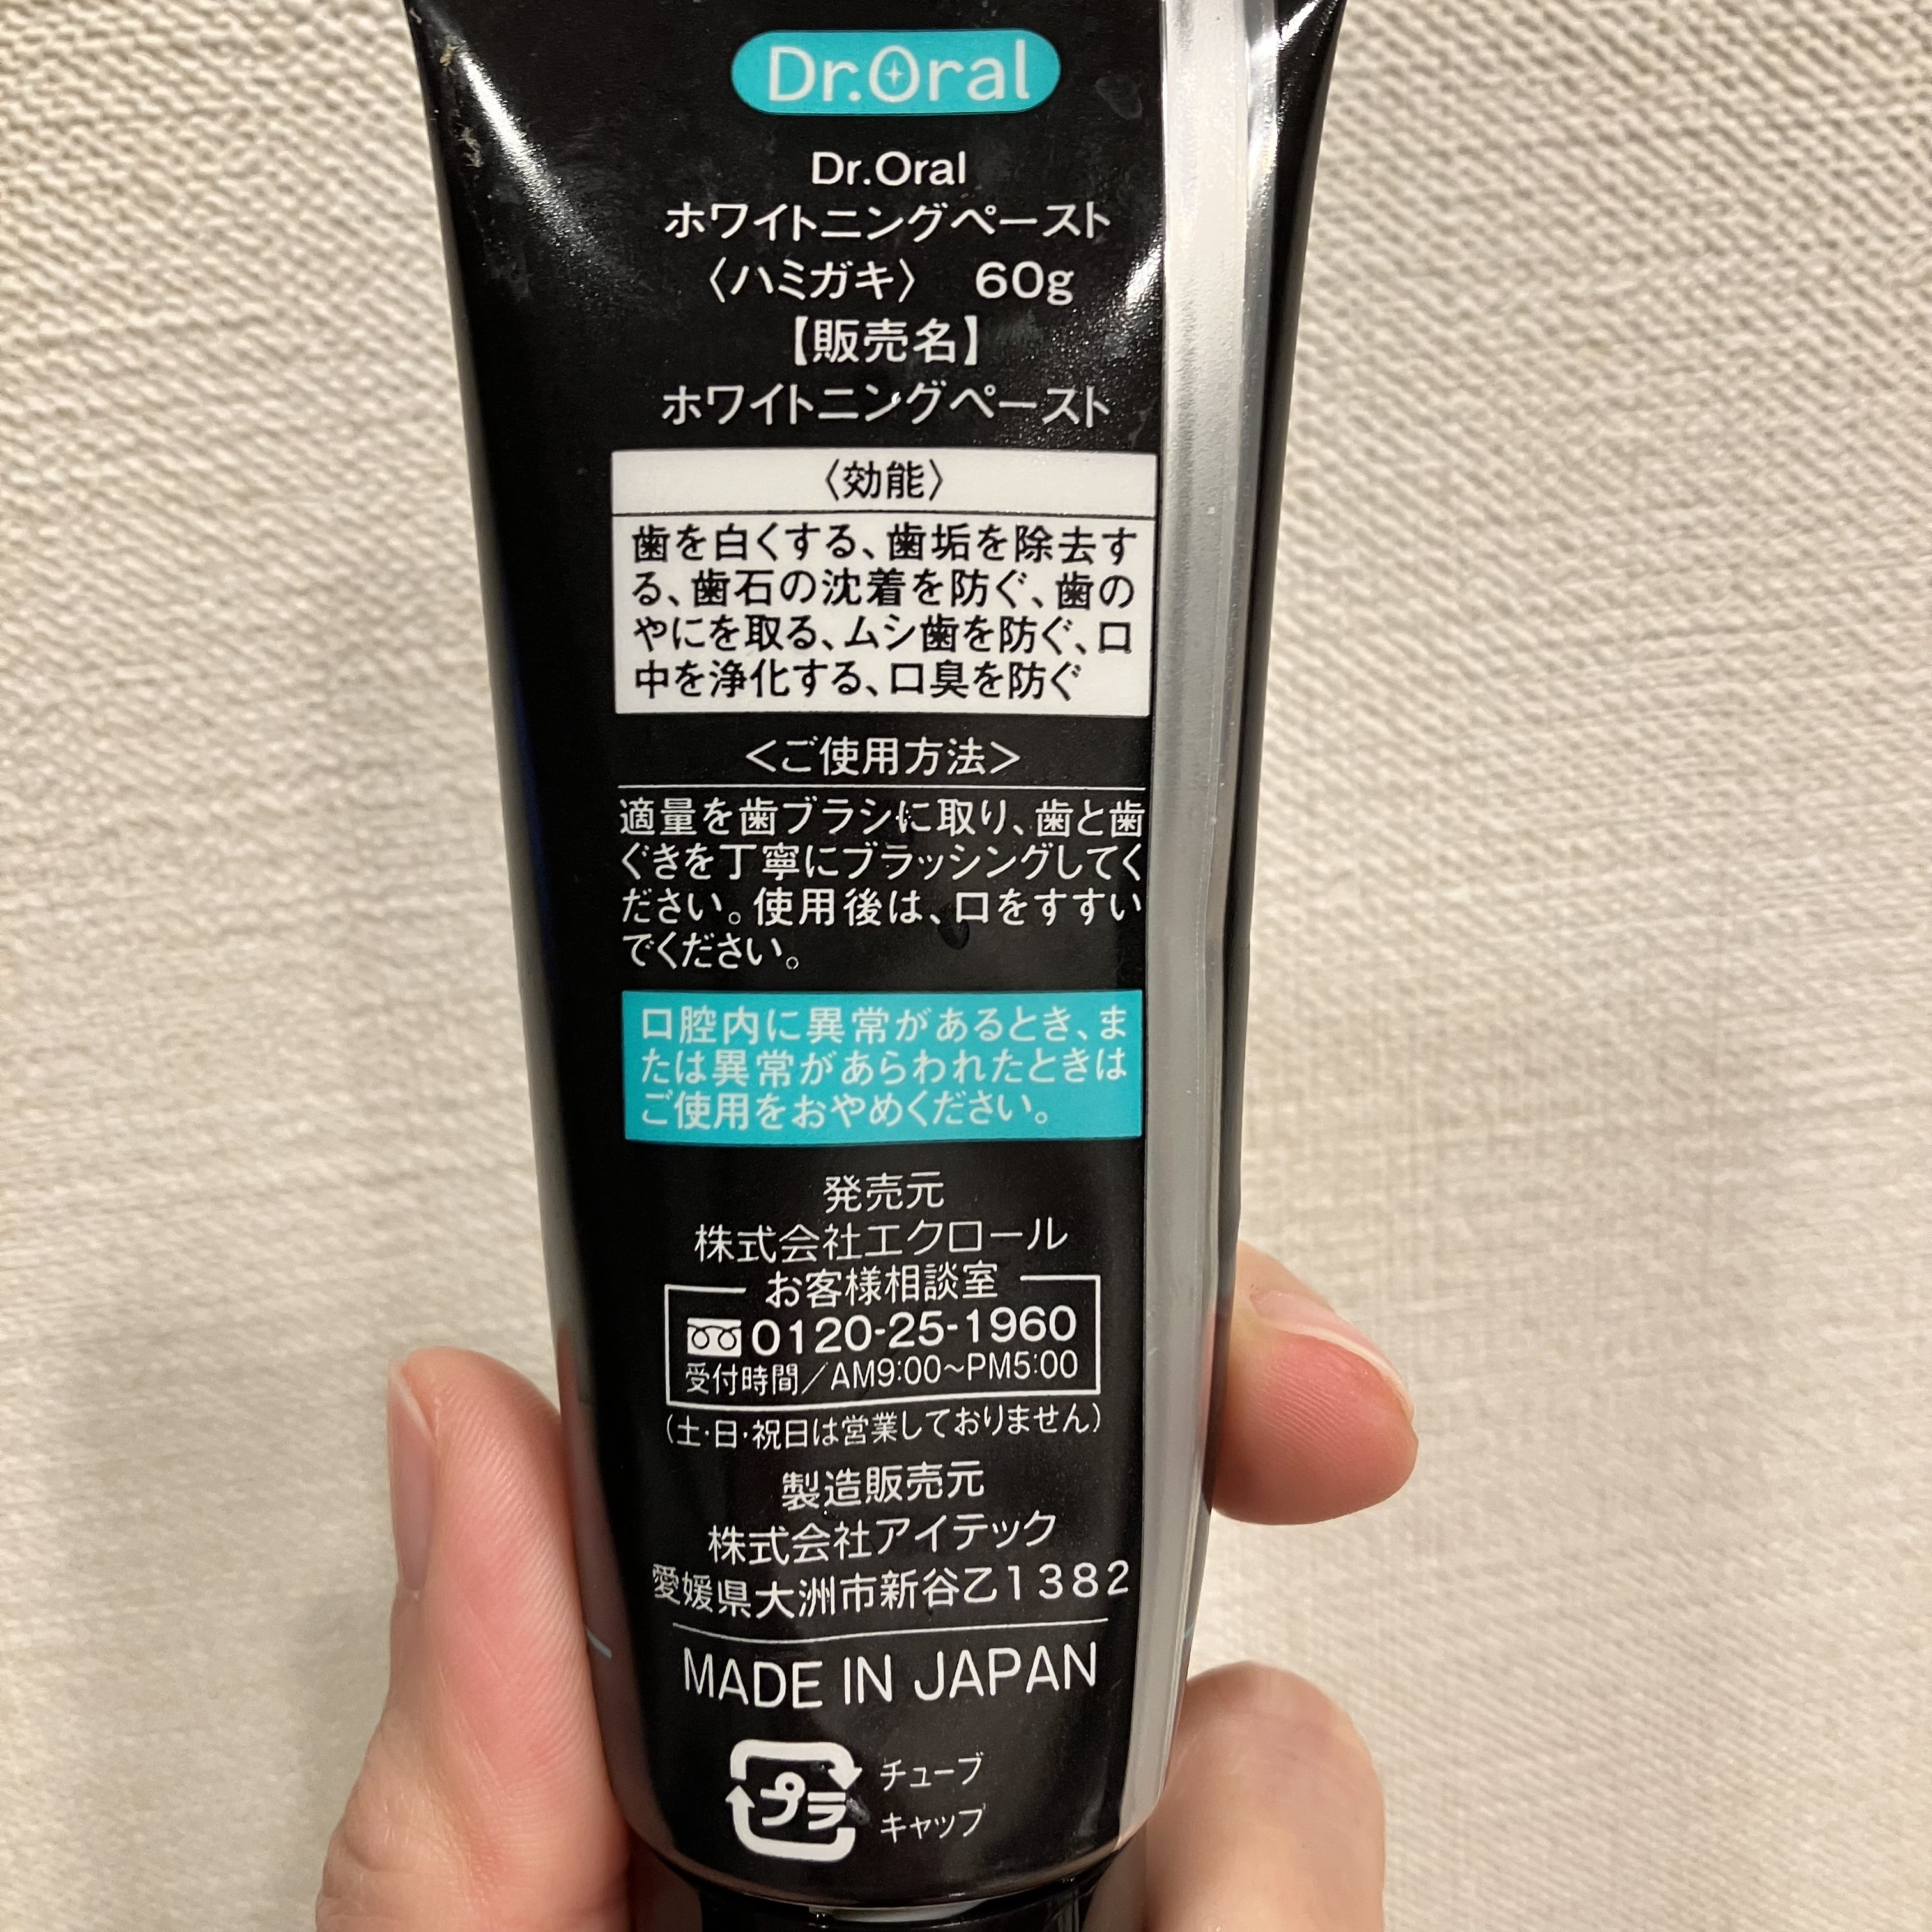 Dr.Oral
Dr.Oral
ホワイトニングペースト
〈ハミガキ〉 60g
【販売名】
ホワイトニングペースト
〈効能〉
歯を白くする、歯垢を除去す
る、歯石の沈着を防ぐ、歯の
やにを取る、ムシ歯を防ぐ、口
中を浄化する、口臭を防ぐ
＜ご使用方法＞
適量を歯ブラシに取り、歯と歯
ぐきを丁寧にブラッシングしてく
ださい。使用後は、口をすすい
でください。
口腔内に異常があるとき、ま
たは異常があらわれたときは
ご使用をおやめください。
発売元
株式会社エクロール
お客様相談室
0120-25-1960
受付時間／AM9:00~PM5:00
(土・日・祝日は営業しておりません)
製造販売元
株式会社アイテック
愛媛県大洲市新谷乙1382
MADE IN JAPAN
プラ チューブ
キャップ